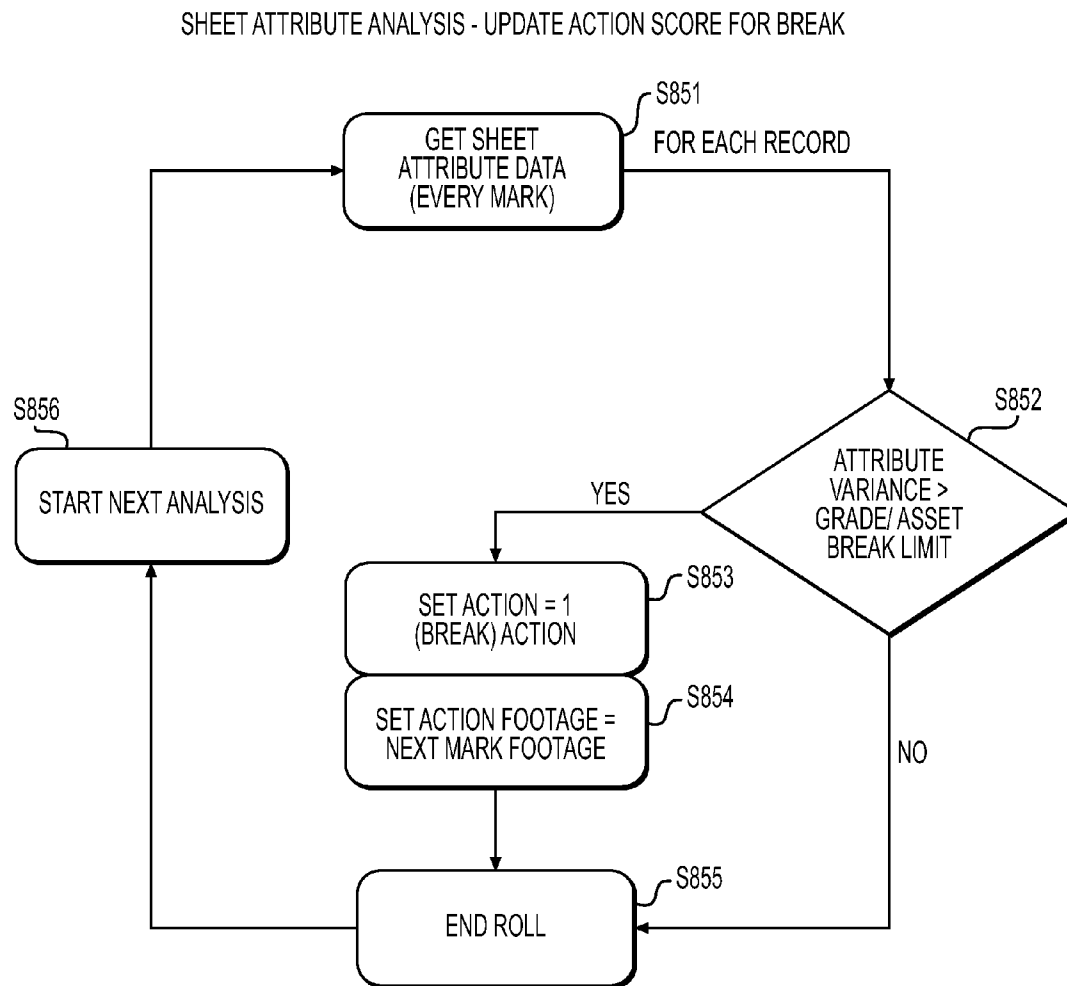 SHEET ATTRIBUTE ANALYSIS - UPDATE ACTION SCORE FOR BREAK
S851
GET SHEET
ATTRIBUTE DATA
(EVERY MARK)
FOR EACH RECORD
S856
START NEXT ANALYSIS
S852
ATTRIBUTE
VARIANCE >
GRADE/ ASSET
BREAK LIMIT
YES
S853
SET ACTION = 1
(BREAK) ACTION
S854
SET ACTION FOOTAGE =
NEXT MARK FOOTAGE
NO
S855
END ROLL